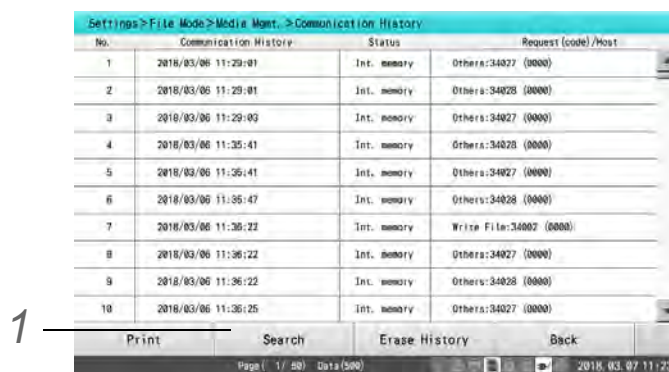 Settings>File Mode>Media Mgmt. >Communication History
No. Communication History Status Request(code)/Host
1 2018/03/06 11:29:01 Int. memory Others:34027 (0000)
2 2018/03/06 11:29:01 Int. memory Others:34028 (0000)
3 2018/03/06 11:29:03 Int. memory Others:34027 (0000)
4 2018/03/06 11:35:41 Int. memory Others:34028 (0000)
5 2018/03/06 11:35:41 Int. memory Others:34027 (0000)
6 2018/03/06 11:35:47 Int. memory Others:34028 (0000)
7 2018/03/06 11:36:22 Int. memory Write File:34002 (0000)
8 2018/03/06 11:36:22 Int. memory Others:34027 (0000)
9 2018/03/06 11:36:22 Int. memory Others:34028 (0000)
10 2018/03/06 11:36:25 Int. memory Others:34027 (0000)
1
Print Search Erase History Back
Page( 1/ 50) Data(500) 2018.03.07